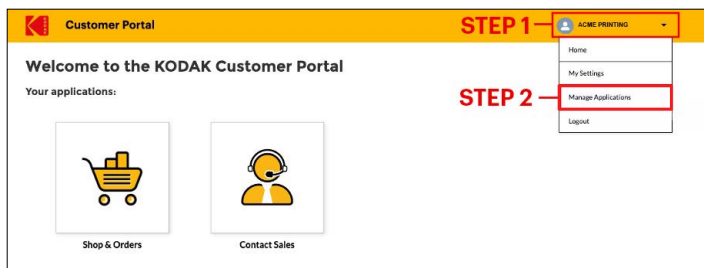 Customer Portal
STEP 1
ACME PRINTING
Home
My Settings
STEP 2
Manage Applications
Logout
Welcome to the KODAK Customer Portal
Your applications:
Shop & Orders
Contact Sales